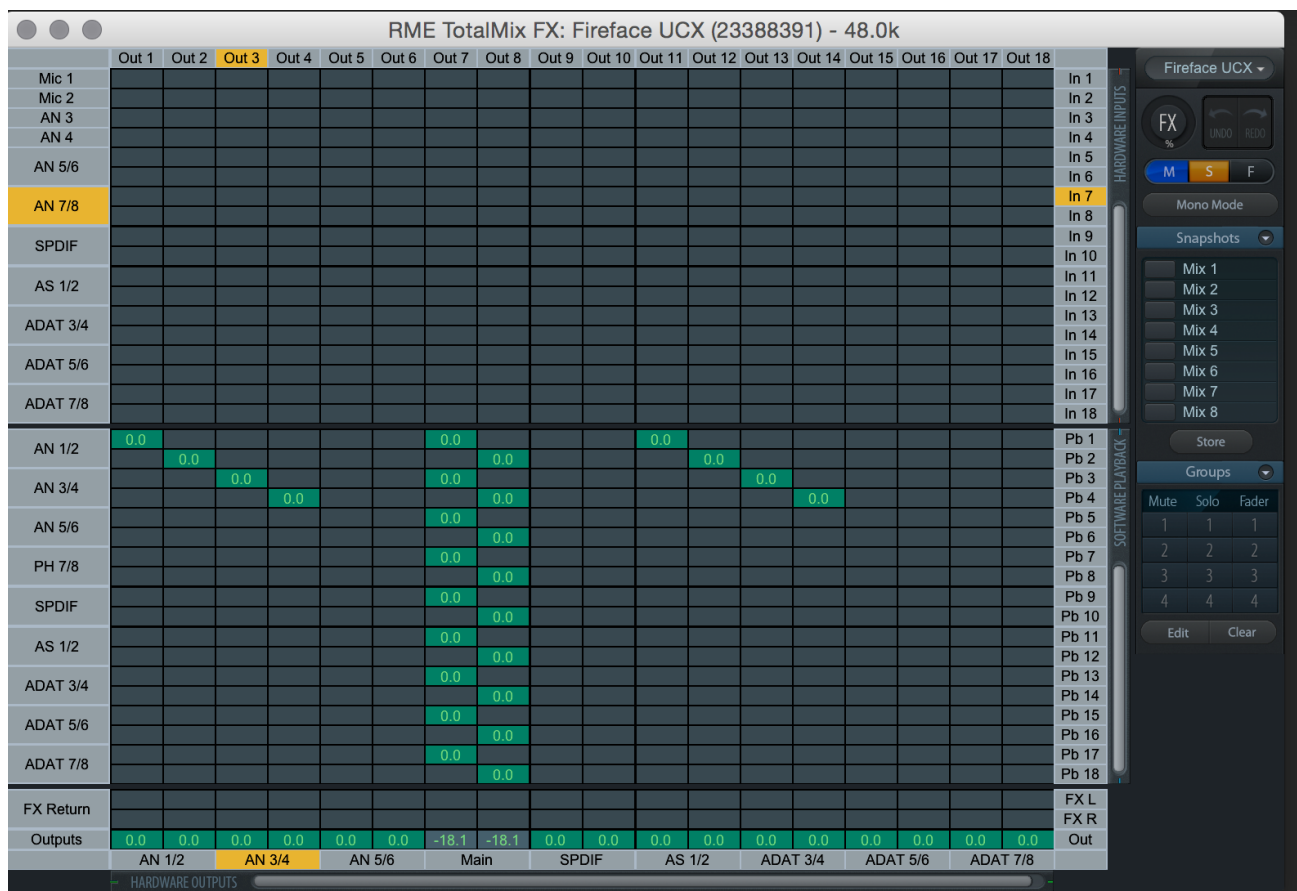 RME TotalMix FX: Fireface UCX (23388391) - 48.0k
Out 1 Out 2 Out 3 Out 4 Out 5 Out 6 Out 7 Out 8 Out 9 Out 10 Out 11 Out 12 Out 13 Out 14 Out 15 Out 16 Out 17 Out 18
Mic 1 In 1
Mic 2 In 2
AN 3 In 3
AN 4 In 4
AN 5/6 In 5
In 6
AN 7/8 In 7
In 8
SPDIF In 9
In 10
AS 1/2 In 11
In 12
ADAT 3/4 In 13
In 14
ADAT 5/6 In 15
In 16
ADAT 7/8 In 17
In 18
HARDWARE INPUTS
AN 1/2 0.0 0.0 0.0 Pb 1
0.0 0.0 0.0 Pb 2
AN 3/4 0.0 0.0 0.0 Pb 3
0.0 0.0 0.0 Pb 4
AN 5/6 0.0 Pb 5
0.0 Pb 6
PH 7/8 0.0 Pb 7
0.0 Pb 8
SPDIF 0.0 Pb 9
0.0 Pb 10
AS 1/2 0.0 Pb 11
0.0 Pb 12
ADAT 3/4 0.0 Pb 13
0.0 Pb 14
ADAT 5/6 0.0 Pb 15
0.0 Pb 16
ADAT 7/8 0.0 Pb 17
0.0 Pb 18
SOFTWARE PLAYBACK
FX Return FX L
FX R
Outputs 0.0 0.0 0.0 0.0 0.0 0.0 -18.1 -18.1 0.0 0.0 0.0 0.0 0.0 0.0 0.0 0.0 0.0 0.0 Out
AN 1/2 AN 3/4 AN 5/6 Main SPDIF AS 1/2 ADAT 3/4 ADAT 5/6 ADAT 7/8
HARDWARE OUTPUTS
Fireface UCX
FX
%
UNDO REDO
M S F
Mono Mode
Snapshots
Mix 1
Mix 2
Mix 3
Mix 4
Mix 5
Mix 6
Mix 7
Mix 8
Store
Groups
Mute Solo Fader
1 1 1
2 2 2
3 3 3
4 4 4
Edit Clear